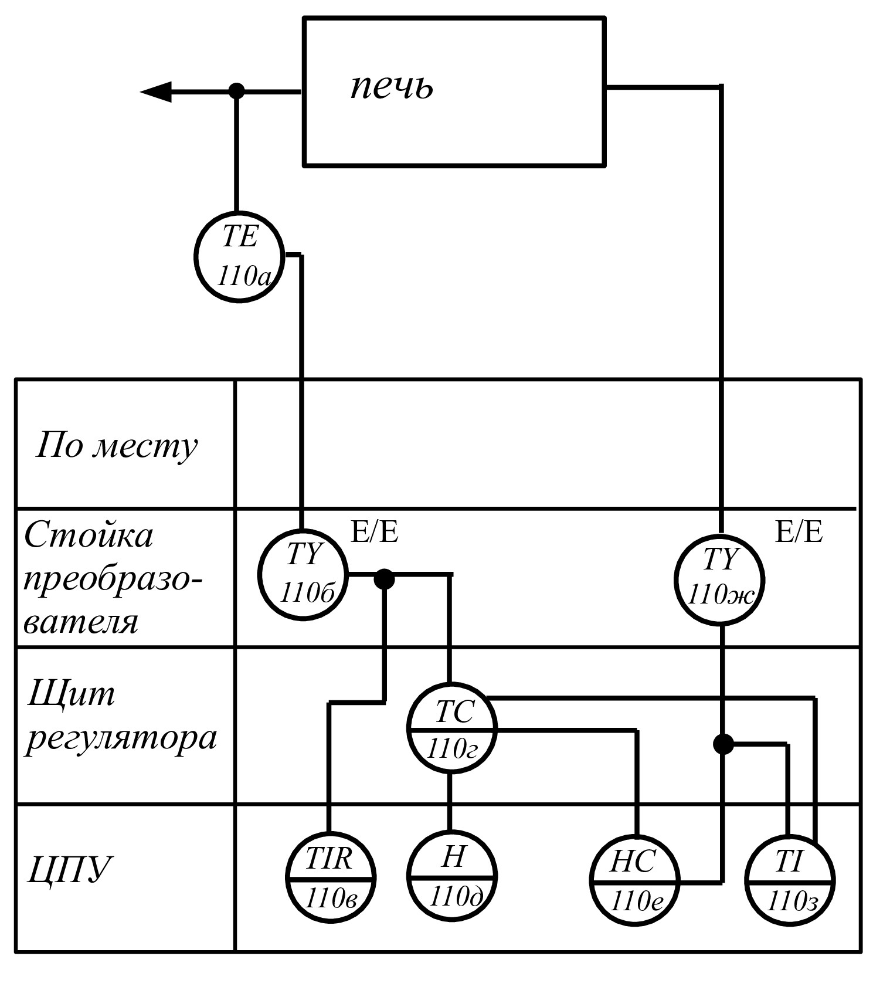 печь
TE
110а
По месту
Стойка
преобразо-
вателя
TY
110б
E/E
TY
110ж
E/E
Щит
регулятора
TC
110г
ЦПУ
TIR
110в
H
110д
HC
110е
TI
110з